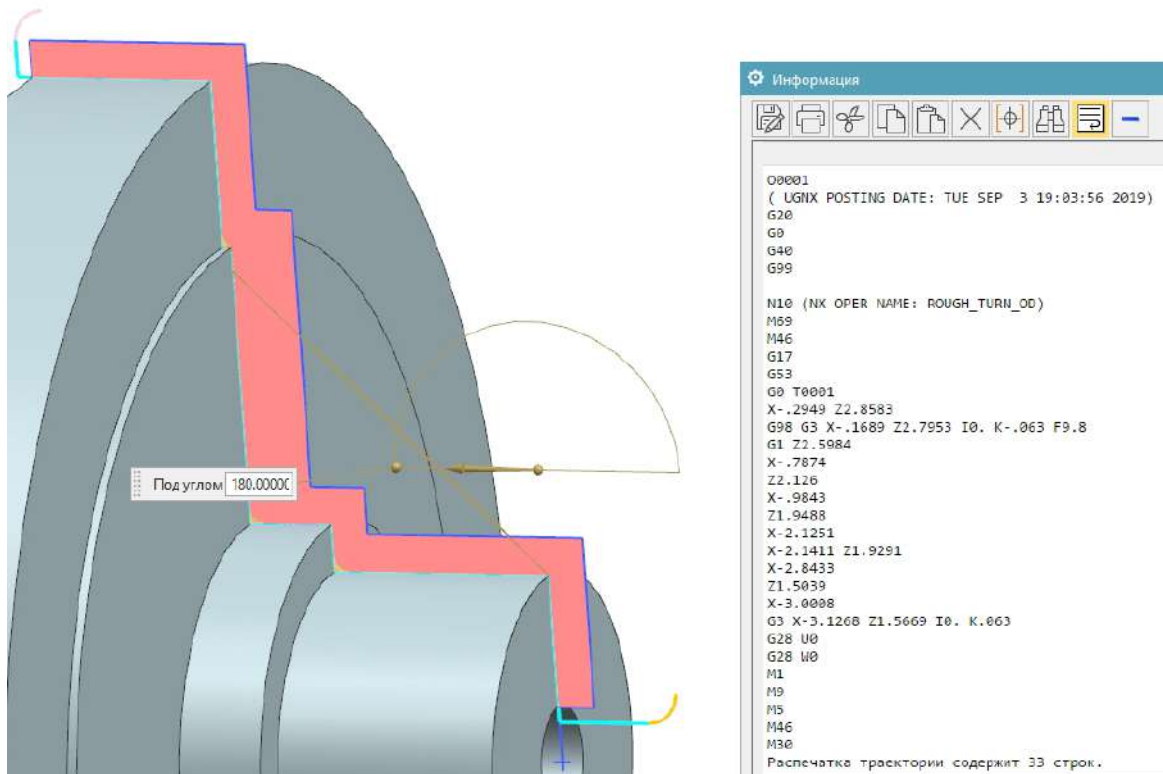 Под углом 180.00000
Информация
O0001
( UGNX POSTING DATE: TUE SEP  3 19:03:56 2019)
G20
G0
G40
G99
N10 (NX OPER NAME: ROUGH_TURN_OD)
M69
M46
G17
G53
G0 T0001
X-.2949 Z2.8583
G98 G3 X-.1689 Z2.7953 I0. K-.063 F9.8
G1 Z2.5984
X-.7874
Z2.126
X-.9843
Z1.9488
X-2.1251
X-2.1411 Z1.9291
X-2.8433
Z1.5039
X-3.0008
G3 X-3.1268 Z1.5669 I0. K.063
G28 U0
G28 W0
M1
M9
M5
M46
M30
Распечатка траектории содержит 33 строк.